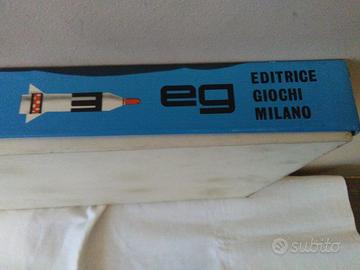 eg
EDITRICE
GIOCHI
MILANO
subito